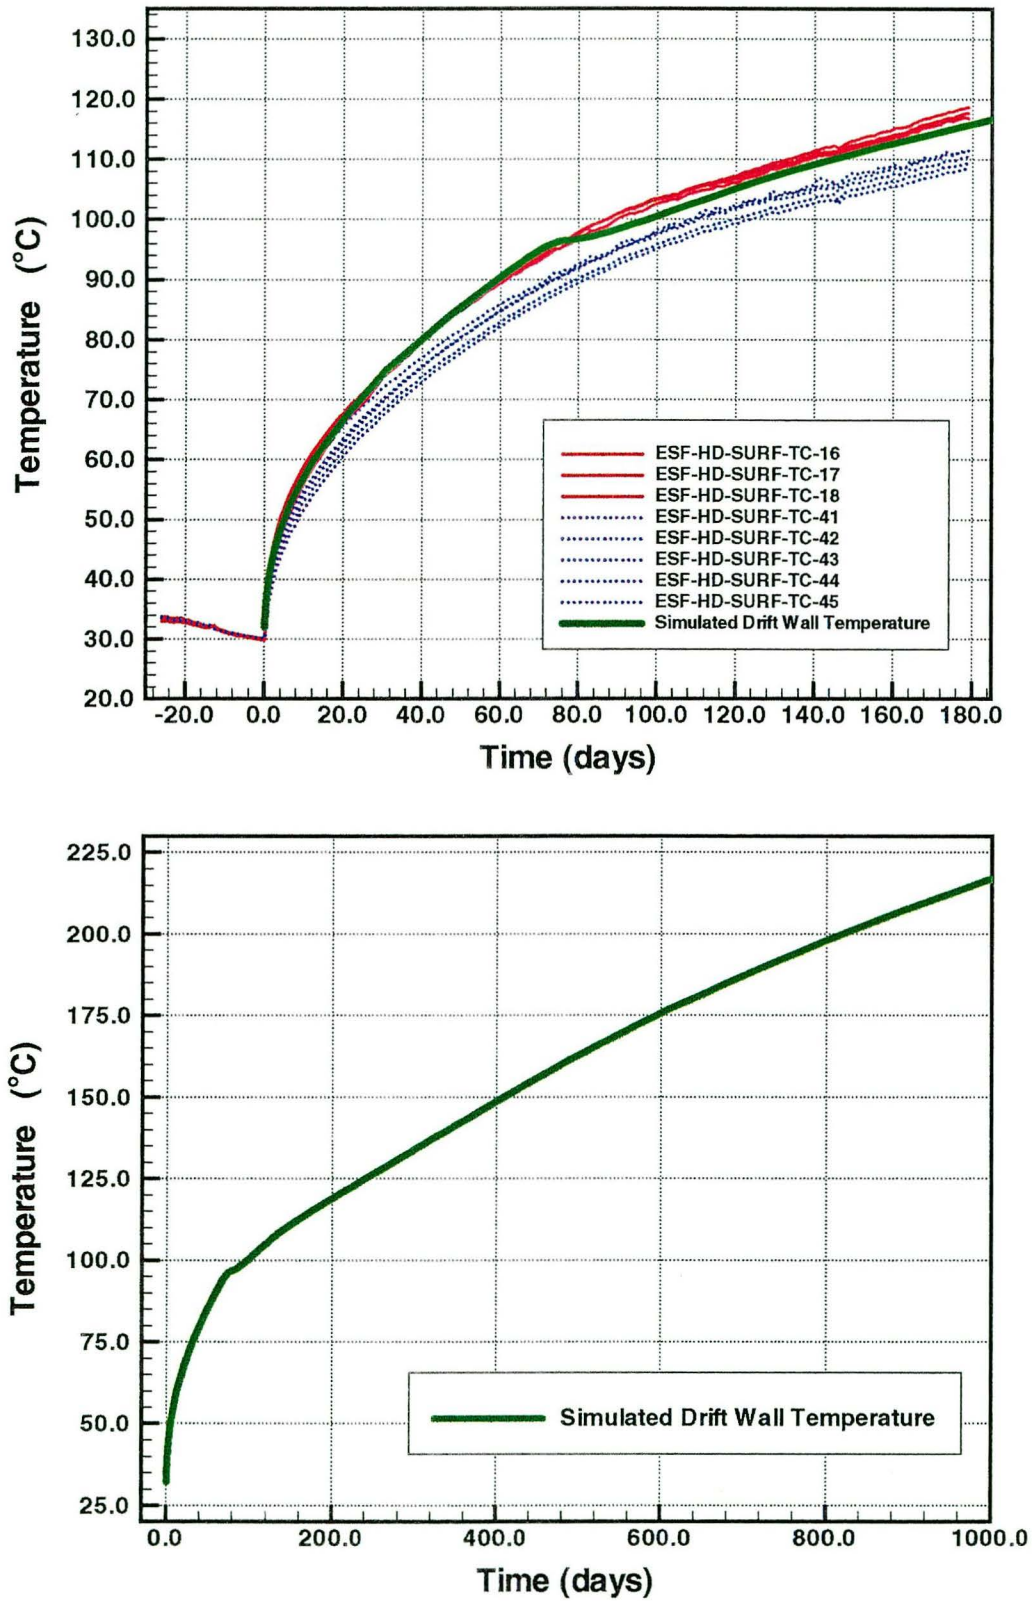 130.0
120.0
110.0
100.0
90.0
80.0
70.0
60.0
50.0
40.0
30.0
20.0
Temperature (°C)
ESF-HD-SURF-TC-16
ESF-HD-SURF-TC-17
ESF-HD-SURF-TC-18
ESF-HD-SURF-TC-41
ESF-HD-SURF-TC-42
ESF-HD-SURF-TC-43
ESF-HD-SURF-TC-44
ESF-HD-SURF-TC-45
Simulated Drift Wall Temperature
-20.0 0.0 20.0 40.0 60.0 80.0 100.0 120.0 140.0 160.0 180.0
Time (days)
225.0
200.0
175.0
150.0
125.0
100.0
75.0
50.0
25.0
Temperature (°C)
Simulated Drift Wall Temperature
0.0 200.0 400.0 600.0 800.0 1000.0
Time (days)